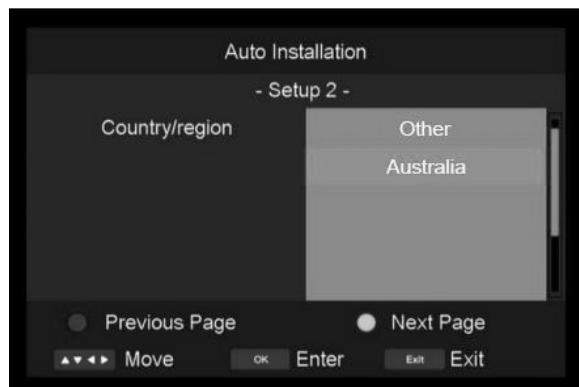 Auto Installation
- Setup 2 -
Country/region Other
Australia
Previous Page Next Page
▲▼◀▶ Move OK Enter Exit Exit